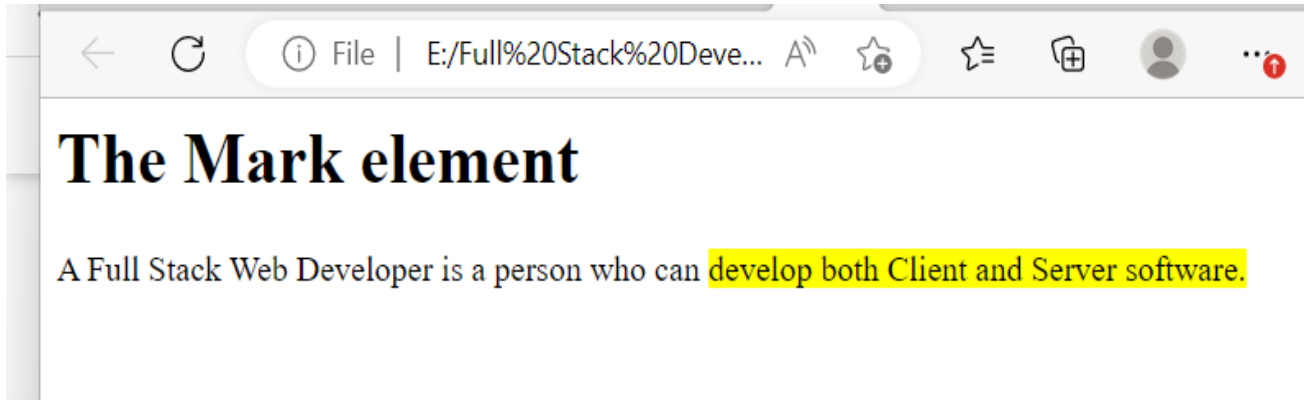 File | E:/Full%20Stack%20Deve...
The Mark element
A Full Stack Web Developer is a person who can develop both Client and Server software.